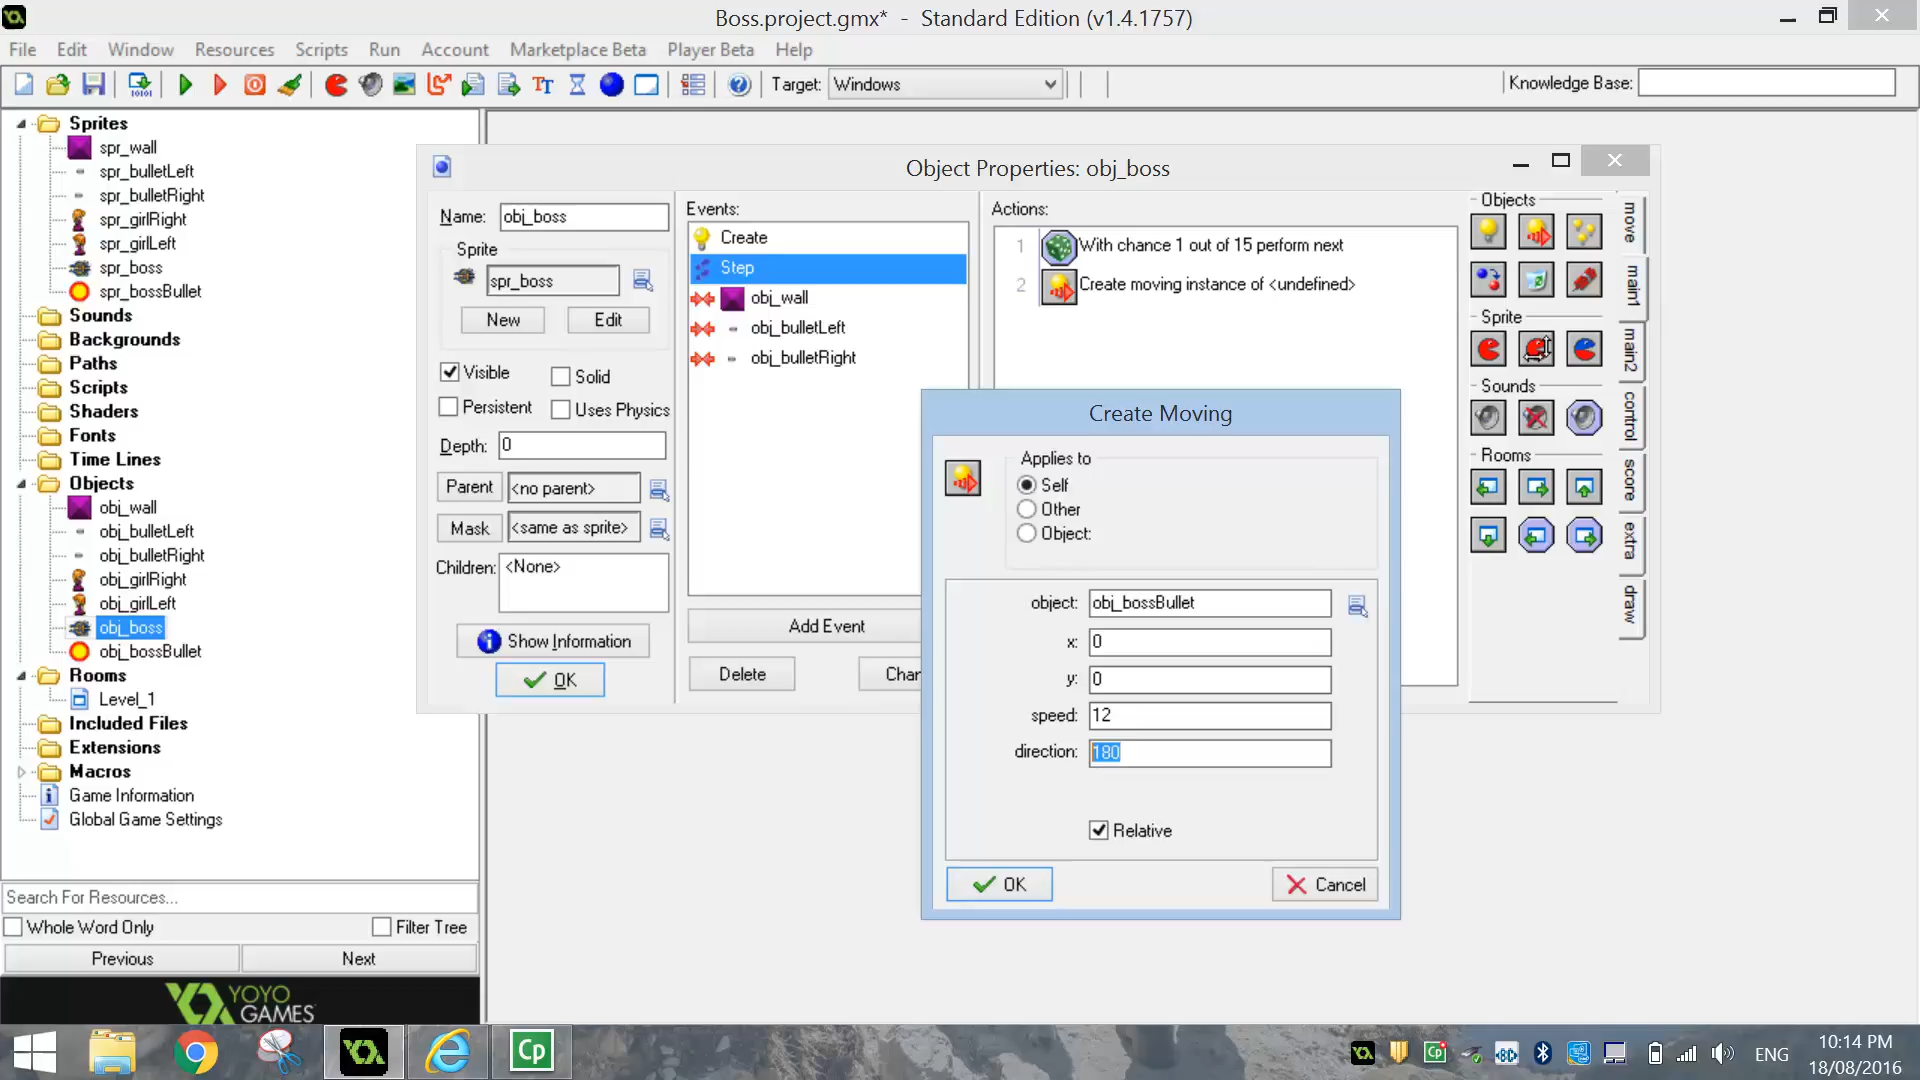 Boss.project.gmx* - Standard Edition (v1.4.1757)
File Edit Window Resources Scripts Run Account Marketplace Beta Player Beta Help
Target: Windows
Knowledge Base:
Sprites
spr_wall
spr_bulletLeft
spr_bulletRight
spr_girlRight
spr_girlLeft
spr_boss
spr_bossBullet
Sounds
Backgrounds
Paths
Scripts
Shaders
Fonts
Time Lines
Objects
obj_wall
obj_bulletLeft
obj_bulletRight
obj_girlRight
obj_girlLeft
obj_boss
obj_bossBullet
Rooms
Level_1
Included Files
Extensions
Macros
Game Information
Global Game Settings
Search For Resources...
Whole Word Only Filter Tree
Previous Next
YOYO
GAMES
Object Properties: obj_boss
Name: obj_boss
Sprite
spr_boss
New Edit
Visible Solid
Persistent Uses Physics
Depth: 0
Parent <no parent>
Mask <same as sprite>
Children: <None>
Show Information
OK
Events:
Create
Step
obj_wall
obj_bulletLeft
obj_bulletRight
Add Event
Delete Chan
Actions:
1 With chance 1 out of 15 perform next
2 Create moving instance of <undefined>
Objects
Sprite
Sounds
Rooms
move
main1
main2
control
score
extra
draw
Create Moving
Applies to
Self
Other
Object:
object: obj_bossBullet
x: 0
y: 0
speed: 12
direction: 180
Relative
OK Cancel
Cp
ENG
10:14 PM
18/08/2016